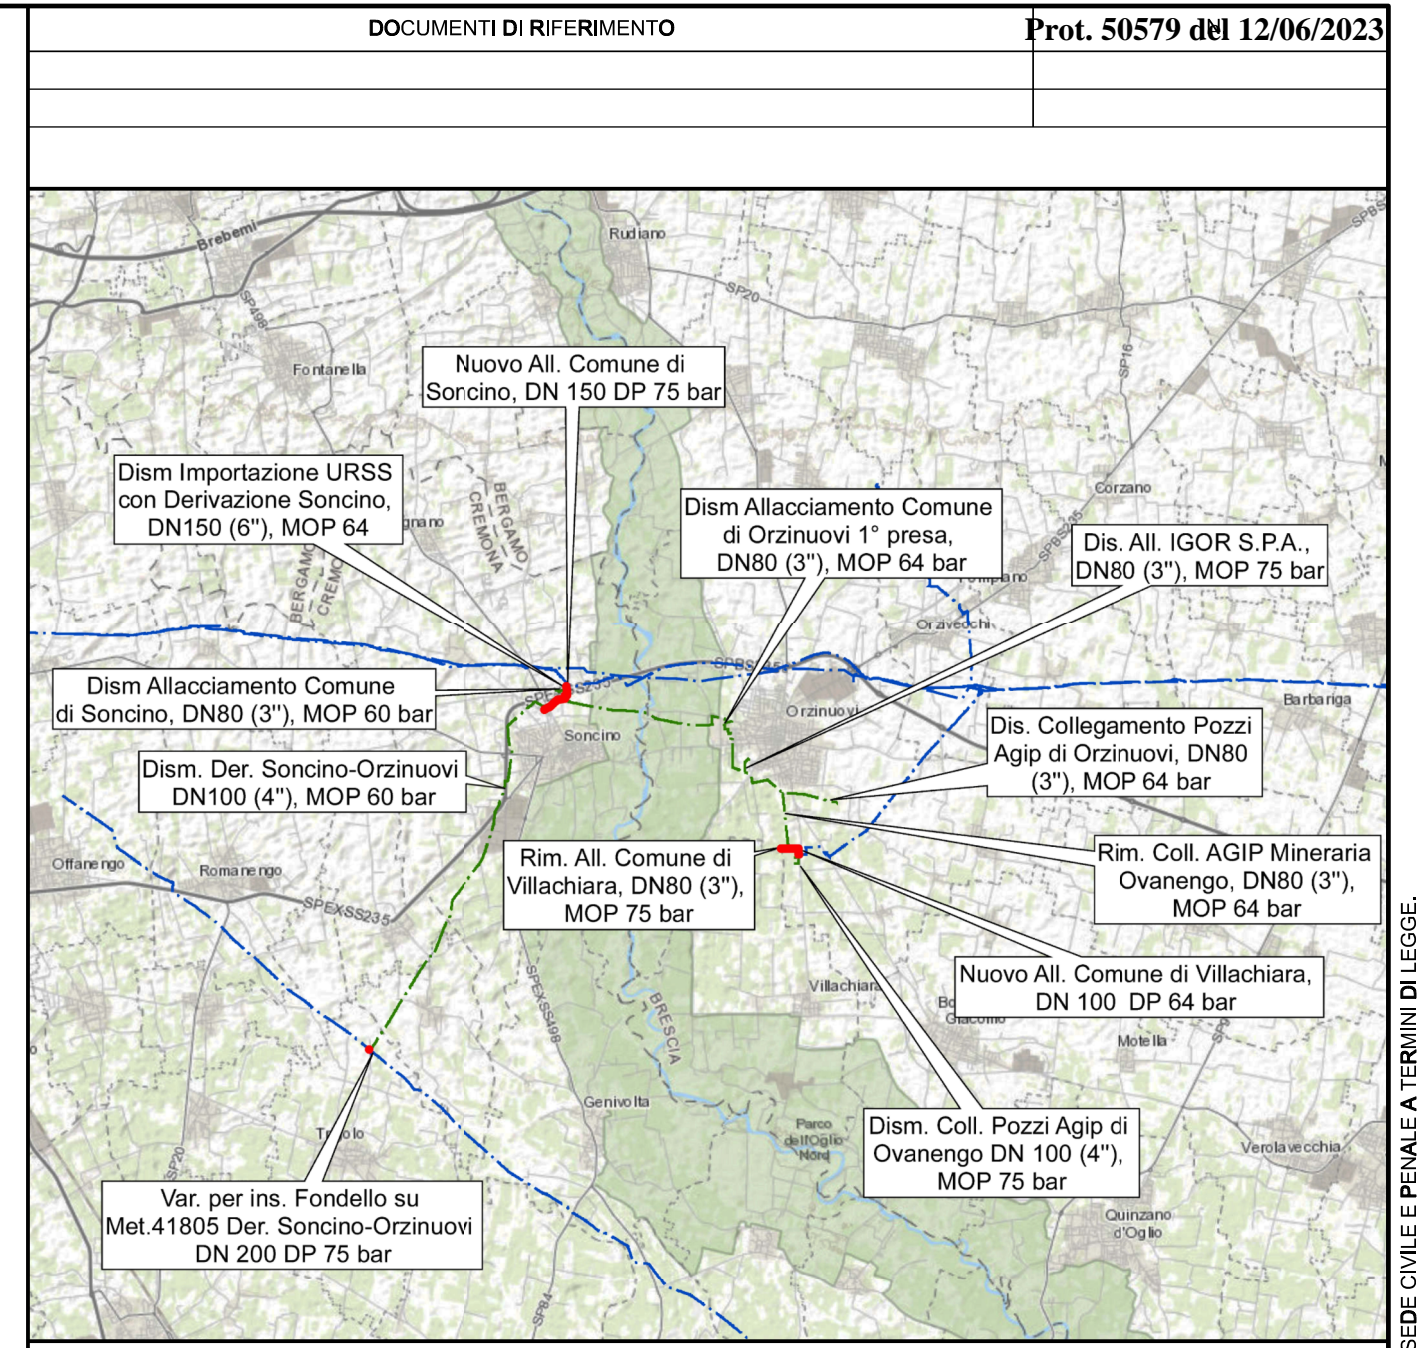 DOCUMENTI DI RIFERIMENTO
Prot. 50579 del 12/06/2023
Brebemi
Rudiano
SPBS
SP498
SP20
Fontanella
SP16
Nuovo All. Comune di
Soncino, DN 150 DP 75 bar
Dism Importazione URSS
con Derivazione Soncino,
DN150 (6"), MOP 64
gnano
BERGAMO
CREMONA
BERGAMO
CREMO
Dism Allacciamento Comune
di Orzinuovi 1° presa,
DN80 (3"), MOP 64 bar
Corzano
SPBS235
Dis. All. IGOR S.P.A.,
DN80 (3"), MOP 75 bar
Orzivecchi
Dism Allacciamento Comune
di Soncino, DN80 (3"), MOP 60 bar
Barbariga
Orzinuovi
Soncino
Dis. Collegamento Pozzi
Agip di Orzinuovi, DN80
(3"), MOP 64 bar
Dism. Der. Soncino-Orzinuovi
DN100 (4"), MOP 60 bar
Offanengo
Romanengo
SPEXSS235
Rim. All. Comune di
Villachiara, DN80 (3"),
MOP 75 bar
Rim. Coll. AGIP Mineraria
Ovanengo, DN80 (3"),
MOP 64 bar
SPEXSS498
BRESCIA
Villachiara
Nuovo All. Comune di Villachiara,
DN 100 DP 64 bar
Giacomo
Motella
Genivolta
Parco
dell'Oglio
Nord
Dism. Coll. Pozzi Agip di
Ovanengo DN 100 (4"),
MOP 75 bar
Verolavecchia
SP20
Var. per ins. Fondello su
Met.41805 Der. Soncino-Orzinuovi
DN 200 DP 75 bar
Quinzano
d'Oglio
SP84
SEDE CIVILE E PENALE A TERMINI DI LEGGE.